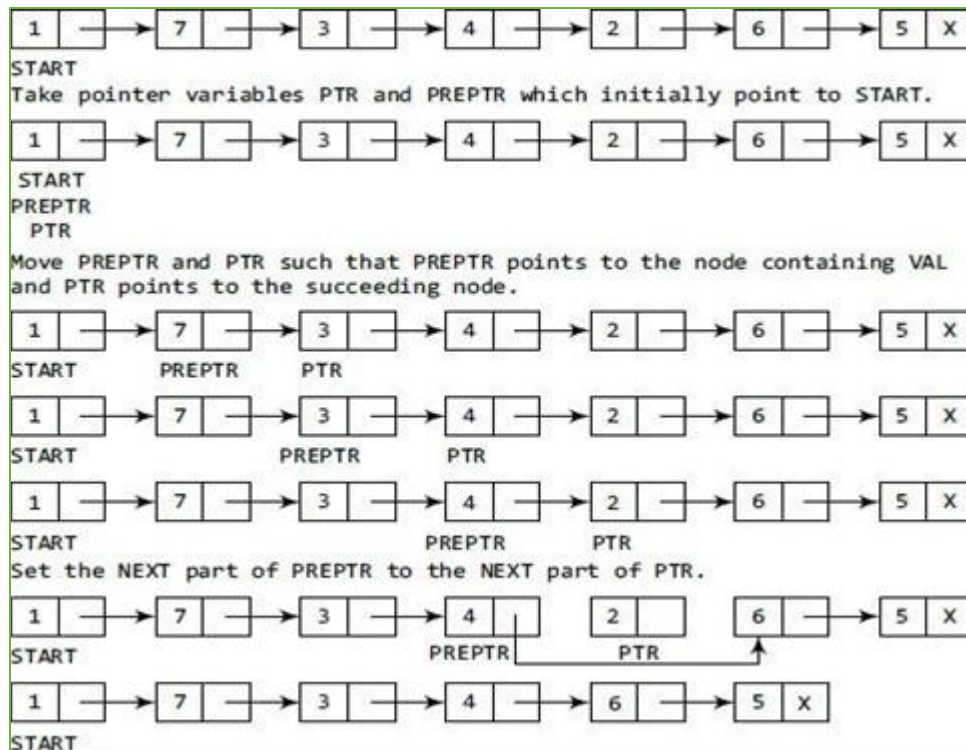 1 7 3 4 2 6 5 X
START
Take pointer variables PTR and PREPTR which initially point to START.
1 7 3 4 2 6 5 X
START
PREPTR
PTR
Move PREPTR and PTR such that PREPTR points to the node containing VAL
and PTR points to the succeeding node.
1 7 3 4 2 6 5 X
START PREPTR PTR
1 7 3 4 2 6 5 X
START PREPTR PTR
1 7 3 4 2 6 5 X
START PREPTR PTR
Set the NEXT part of PREPTR to the NEXT part of PTR.
1 7 3 4 2 6 5 X
START PREPTR PTR
1 7 3 4 6 5 X
START